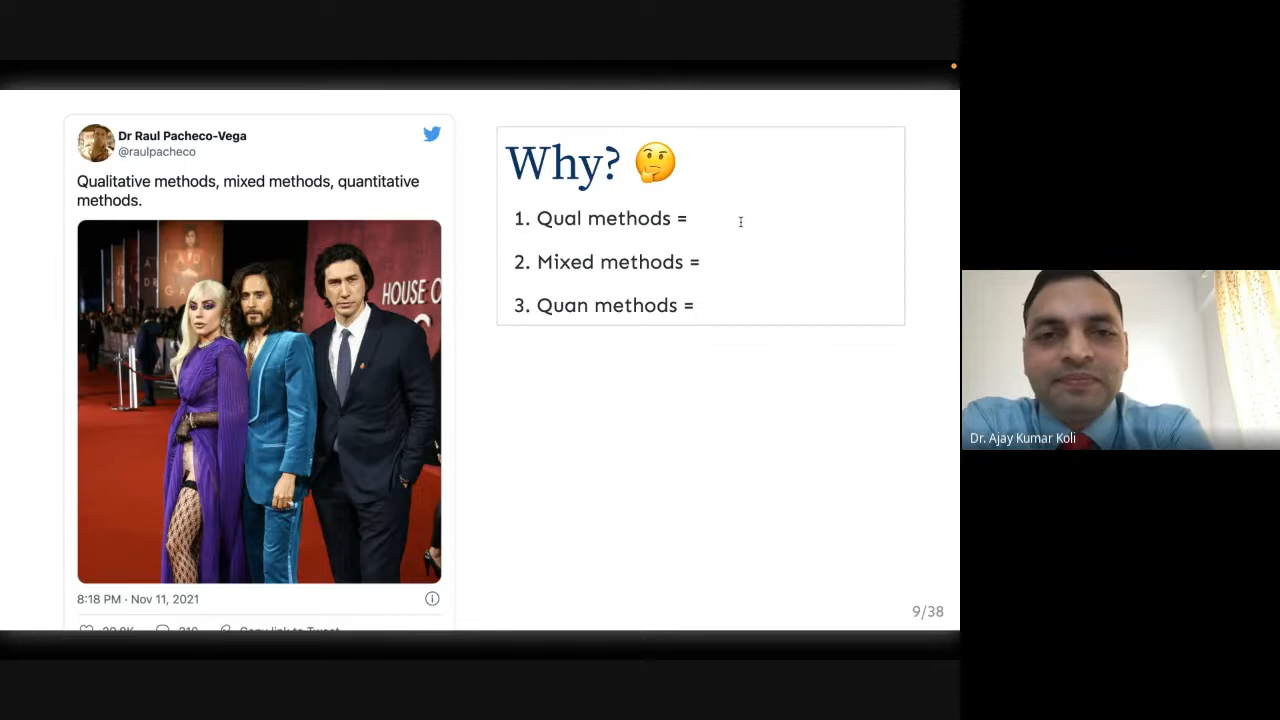 Dr Raul Pacheco-Vega
@raulpacheco
Qualitative methods, mixed methods, quantitative
methods.
HOUSE O
8:18 PM · Nov 11, 2021
Why? 🤔
1. Qual methods =
2. Mixed methods =
3. Quan methods =
9/38
Dr. Ajay Kumar Koli